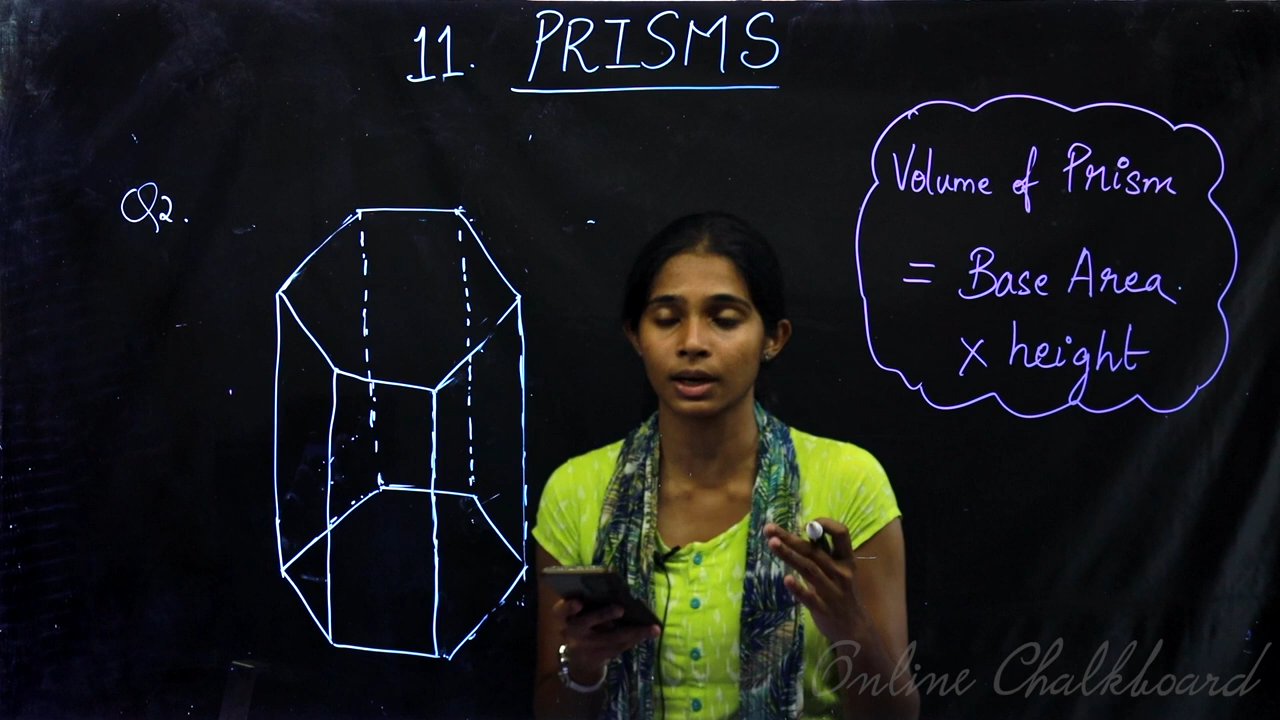 11. PRISMS
Q2.
Volume of Prism
= Base Area.
x height
Online Chalkboard